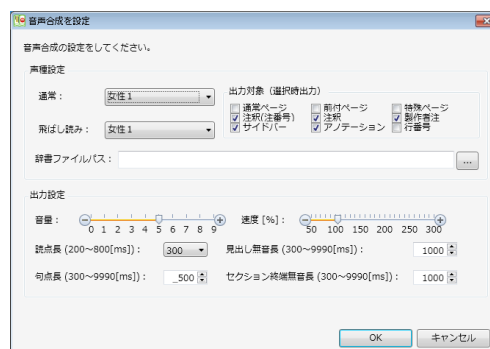 音声合成を設定
音声合成の設定をしてください。
声種設定
通常： 女性１
出力対象（選択時出力）
通常ページ 前付ページ 特殊ページ
注釈(注番号) 注釈 製作者注
サイドバー アノテーション 行番号
飛ばし読み： 女性１
辞書ファイルパス： ...
出力設定
音量： 0 1 2 3 4 5 6 7 8 9
速度 [%]： 50 100 150 200 250 300
読点長 (200～800[ms])： 300
見出し無音長 (300～9990[ms])： 1000
句点長 (300～9990[ms])： _500
セクション終端無音長 (300～9990[ms])： 1000
OK キャンセル